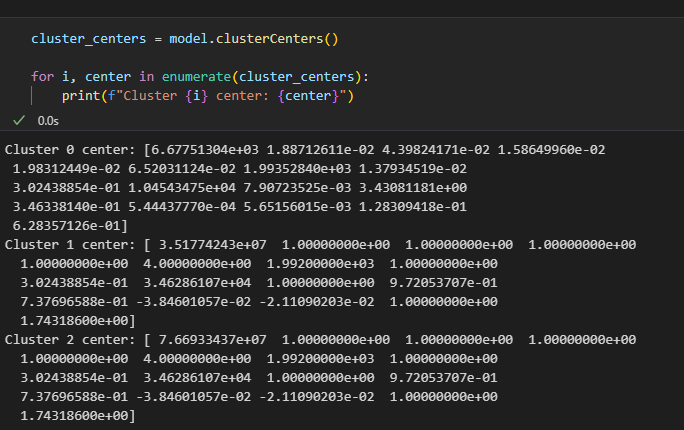 cluster_centers = model.clusterCenters()
for i, center in enumerate(cluster_centers):
    print(f"Cluster {i} center: {center}")
0.0s
Cluster 0 center: [6.67751304e+03 1.88712611e-02 4.39824171e-02 1.58649960e-02
 1.98312449e-02 6.52031124e-02 1.99352840e+03 1.37934519e-02
 3.02438854e-01 1.04543475e+04 7.90723525e-03 3.43081181e+00
 3.46338140e-01 5.44437770e-04 5.65156015e-03 1.28309418e-01
 6.28357126e-01]
Cluster 1 center: [ 3.51774243e+07  1.00000000e+00  1.00000000e+00  1.00000000e+00
  1.00000000e+00  4.00000000e+00  1.99200000e+03  1.00000000e+00
  3.02438854e-01  3.46286107e+04  1.00000000e+00  9.72053707e-01
  7.37696588e-01 -3.84601057e-02 -2.11090203e-02  1.00000000e+00
  1.74318600e+00]
Cluster 2 center: [ 7.66933437e+07  1.00000000e+00  1.00000000e+00  1.00000000e+00
  1.00000000e+00  4.00000000e+00  1.99200000e+03  1.00000000e+00
  3.02438854e-01  3.46286107e+04  1.00000000e+00  9.72053707e-01
  7.37696588e-01 -3.84601057e-02 -2.11090203e-02  1.00000000e+00
  1.74318600e+00]